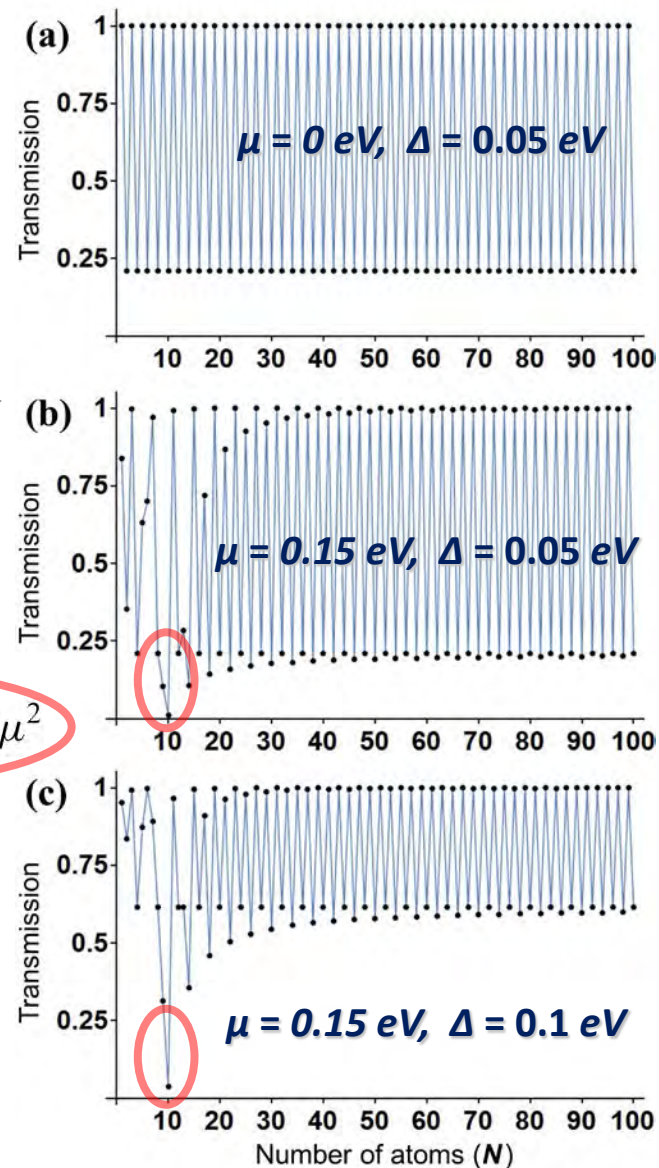 (a)
1
0.75
0.5
0.25
Transmission
μ = 0 eV, Δ = 0.05 eV
10 20 30 40 50 60 70 80 90 100
(b)
1
0.75
0.5
0.25
Transmission
μ = 0.15 eV, Δ = 0.05 eV
μ²
10 20 30 40 50 60 70 80 90 100
(c)
1
0.75
0.5
0.25
Transmission
μ = 0.15 eV, Δ = 0.1 eV
10 20 30 40 50 60 70 80 90 100
Number of atoms (N)